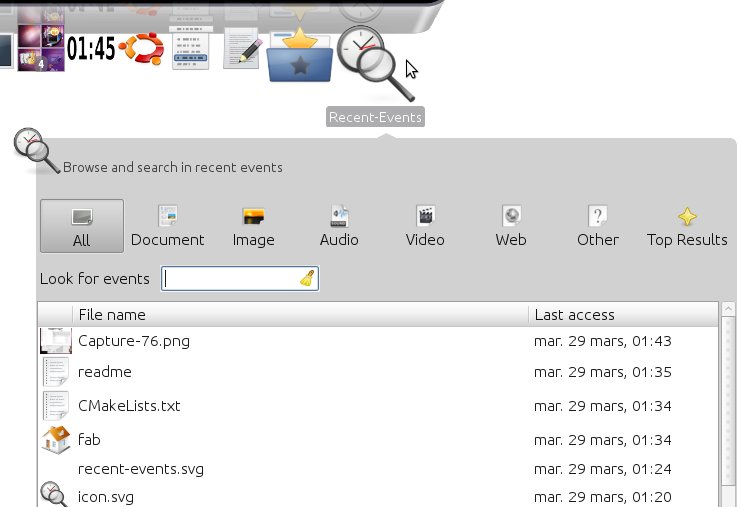 01:45
4
Recent-Events
Browse and search in recent events
All Document Image Audio Video Web Other Top Results
Look for events
File name Last access
Capture-76.png mar. 29 mars, 01:43
readme mar. 29 mars, 01:35
CMakeLists.txt mar. 29 mars, 01:34
fab mar. 29 mars, 01:34
recent-events.svg mar. 29 mars, 01:24
icon.svg mar. 29 mars, 01:20